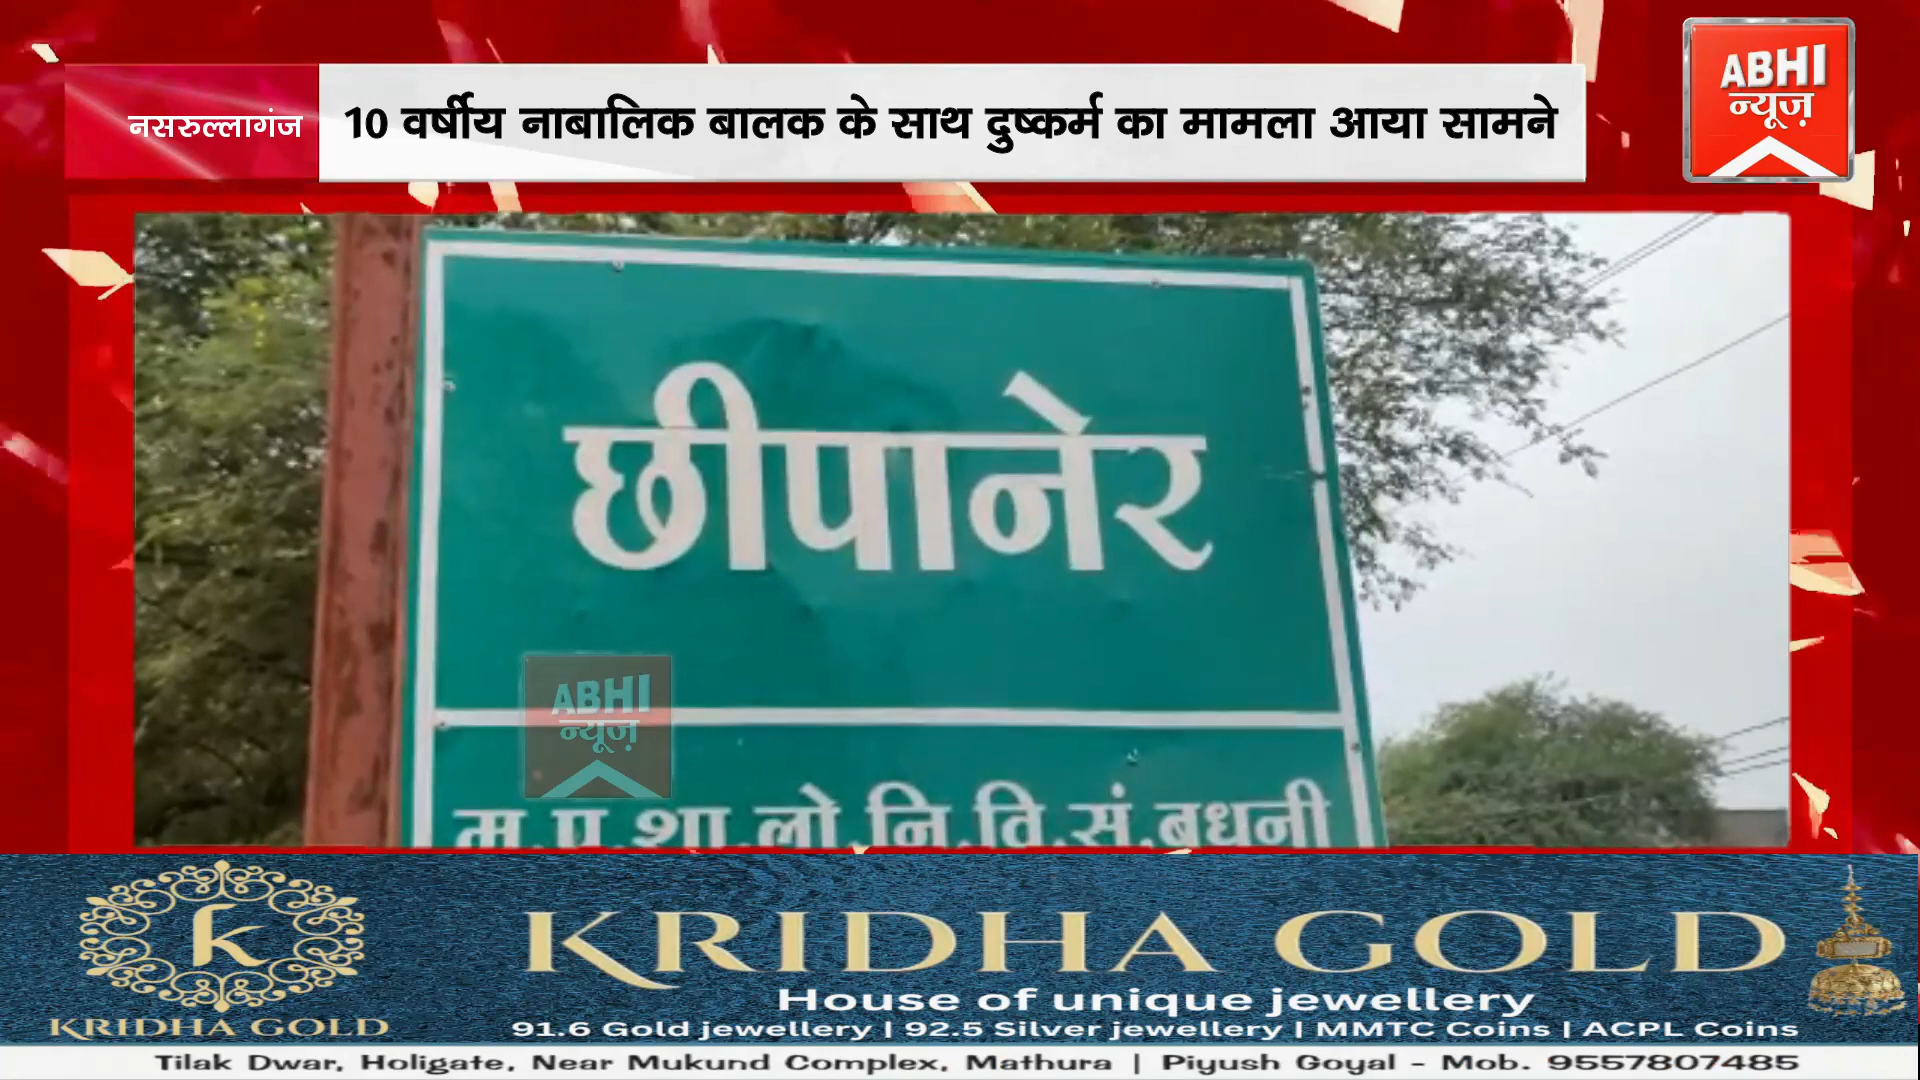 नसरुल्लागंज
10 वर्षीय नाबालिक बालक के साथ दुष्कर्म का मामला आया सामने
ABHI
न्यूज़
छीपानेर
ABHI
न्यूज़
म.प्र.शा.लो.नि.वि.सं.बुधनी
K
KRIDHA GOLD
KRIDHA GOLD
House of unique jewellery
91.6 Gold jewellery | 92.5 Silver jewellery | MMTC Coins | ACPL Coins
Tilak Dwar, Holigate, Near Mukund Complex, Mathura | Piyush Goyal - Mob. 9557807485